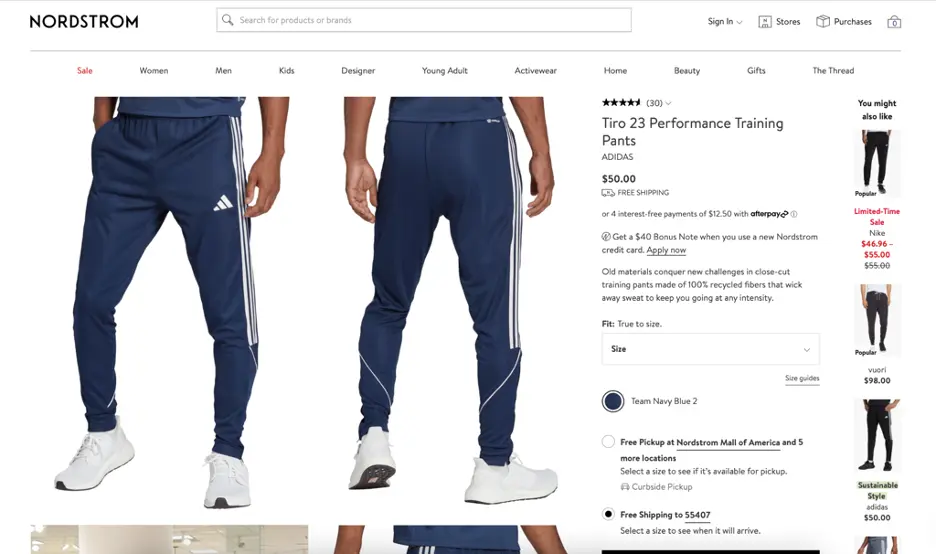 NORDSTROM
Search for products or brands
Sign In
Stores
Purchases
0
Sale
Women
Men
Kids
Designer
Young Adult
Activewear
Home
Beauty
Gifts
The Thread
(30)
Tiro 23 Performance Training
Pants
ADIDAS
$50.00
FREE SHIPPING
or 4 interest-free payments of $12.50 with afterpay
Get a $40 Bonus Note when you use a new Nordstrom
credit card. Apply now
Old materials conquer new challenges in close-cut
training pants made of 100% recycled fibers that wick
away sweat to keep you going at any intensity.
Fit: True to size.
Size
Size guides
Team Navy Blue 2
Free Pickup at Nordstrom Mall of America and 5
more locations
Select a size to see if it's available for pickup.
Curbside Pickup
Free Shipping to 55407
Select a size to see when it will arrive.
You might
also like
Popular
Limited-Time
Sale
Nike
$46.96 –
$55.00
$55.00
Popular
vuori
$98.00
Sustainable
Style
adidas
$50.00